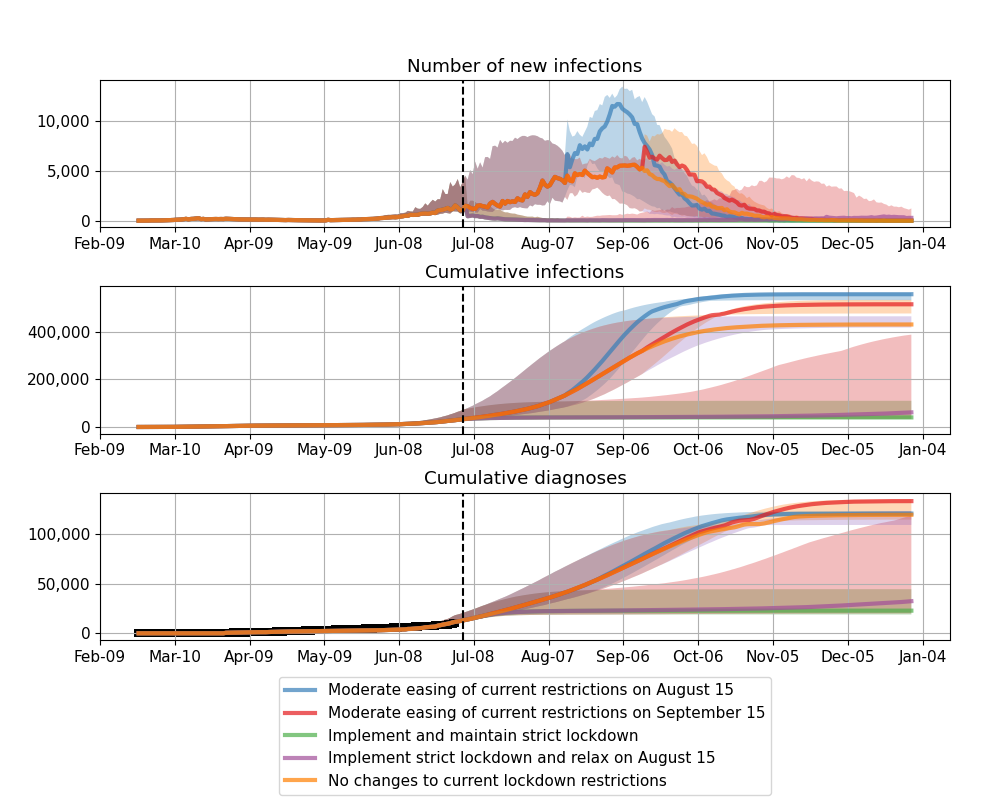 Number of new infections
10,000
5,000
0
Feb-09 Mar-10 Apr-09 May-09 Jun-08 Jul-08 Aug-07 Sep-06 Oct-06 Nov-05 Dec-05 Jan-04
Cumulative infections
400,000
200,000
0
Feb-09 Mar-10 Apr-09 May-09 Jun-08 Jul-08 Aug-07 Sep-06 Oct-06 Nov-05 Dec-05 Jan-04
Cumulative diagnoses
100,000
50,000
0
Feb-09 Mar-10 Apr-09 May-09 Jun-08 Jul-08 Aug-07 Sep-06 Oct-06 Nov-05 Dec-05 Jan-04
Moderate easing of current restrictions on August 15
Moderate easing of current restrictions on September 15
Implement and maintain strict lockdown
Implement strict lockdown and relax on August 15
No changes to current lockdown restrictions